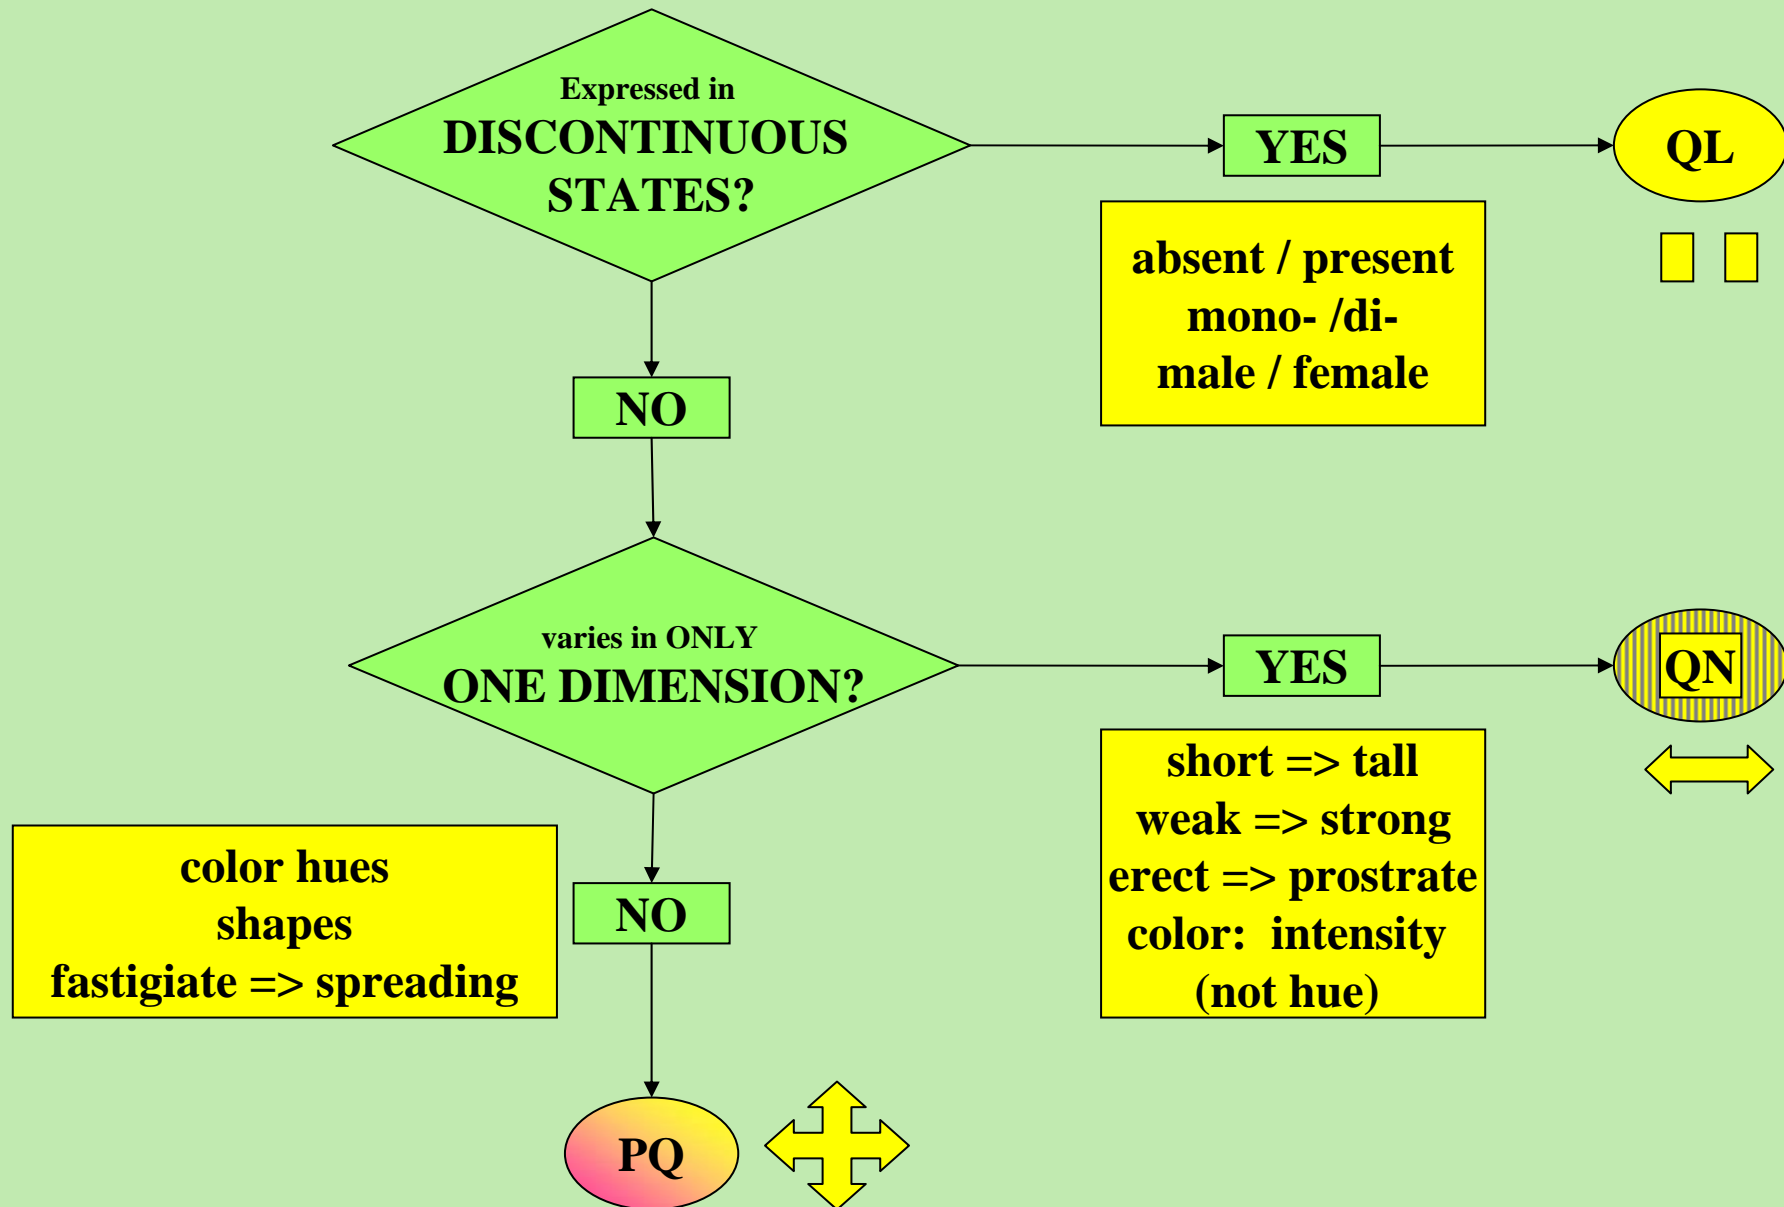 Expressed in
DISCONTINUOUS
STATES?
YES
QL
absent / present
mono- /di-
male / female
NO
varies in ONLY
ONE DIMENSION?
YES
QN
short => tall
weak => strong
erect => prostrate
color: intensity
(not hue)
color hues
shapes
fastigiate => spreading
NO
PQ